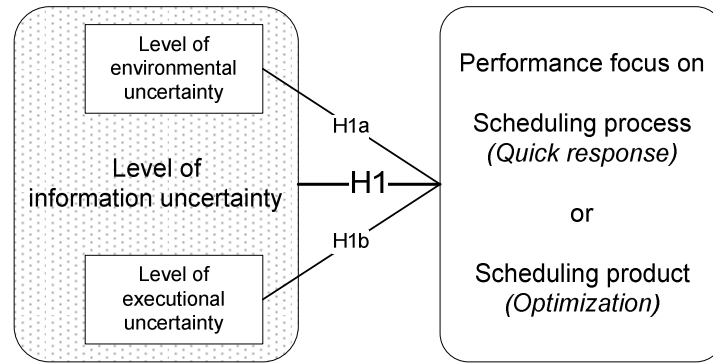 Level of
environmental
uncertainty
H1a
Level of
information uncertainty
H1
H1b
Level of
executional
uncertainty
Performance focus on
Scheduling process
(Quick response)
or
Scheduling product
(Optimization)